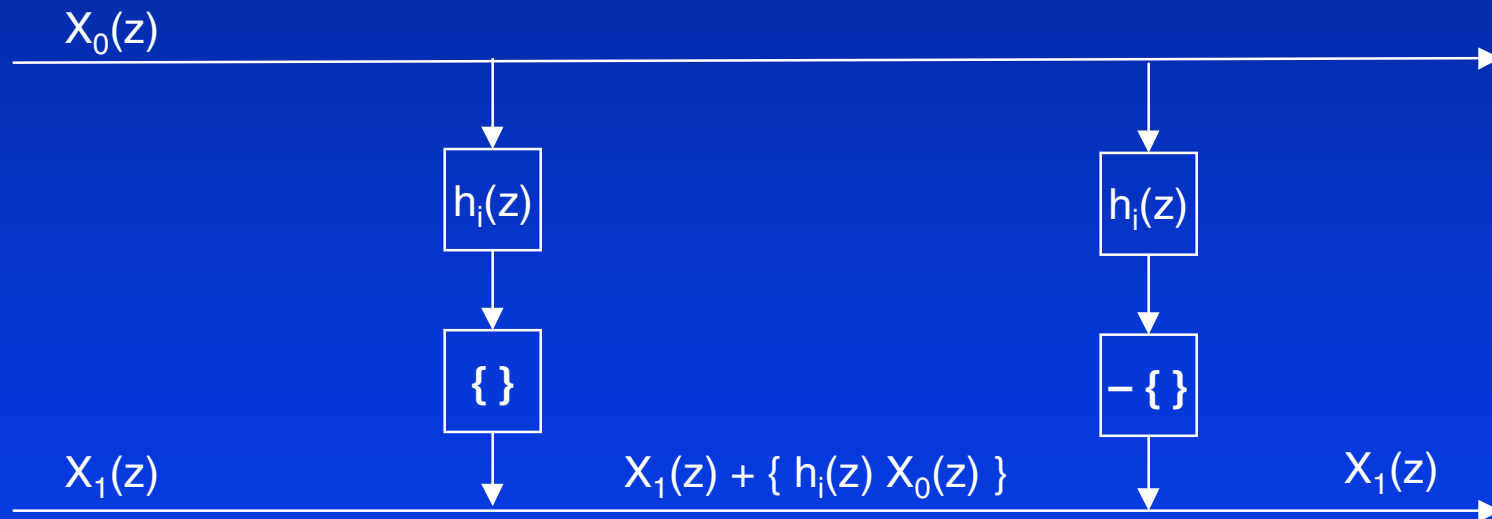 X₀(z)
hᵢ(z)
hᵢ(z)
{ }
– { }
X₁(z)
X₁(z) + { hᵢ(z) X₀(z) }
X₁(z)